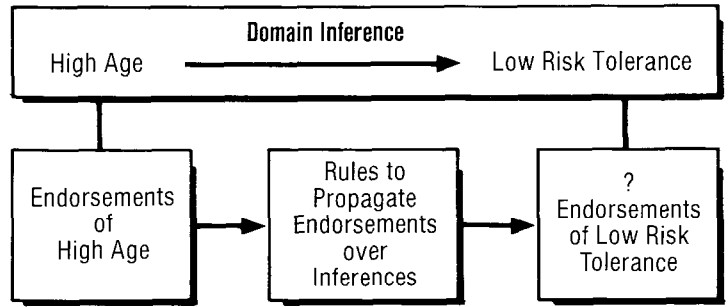 Domain Inference
High Age
Low Risk Tolerance
Endorsements
of
High Age
Rules to
Propagate
Endorsements
over
Inferences
?
Endorsements
of Low Risk
Tolerance